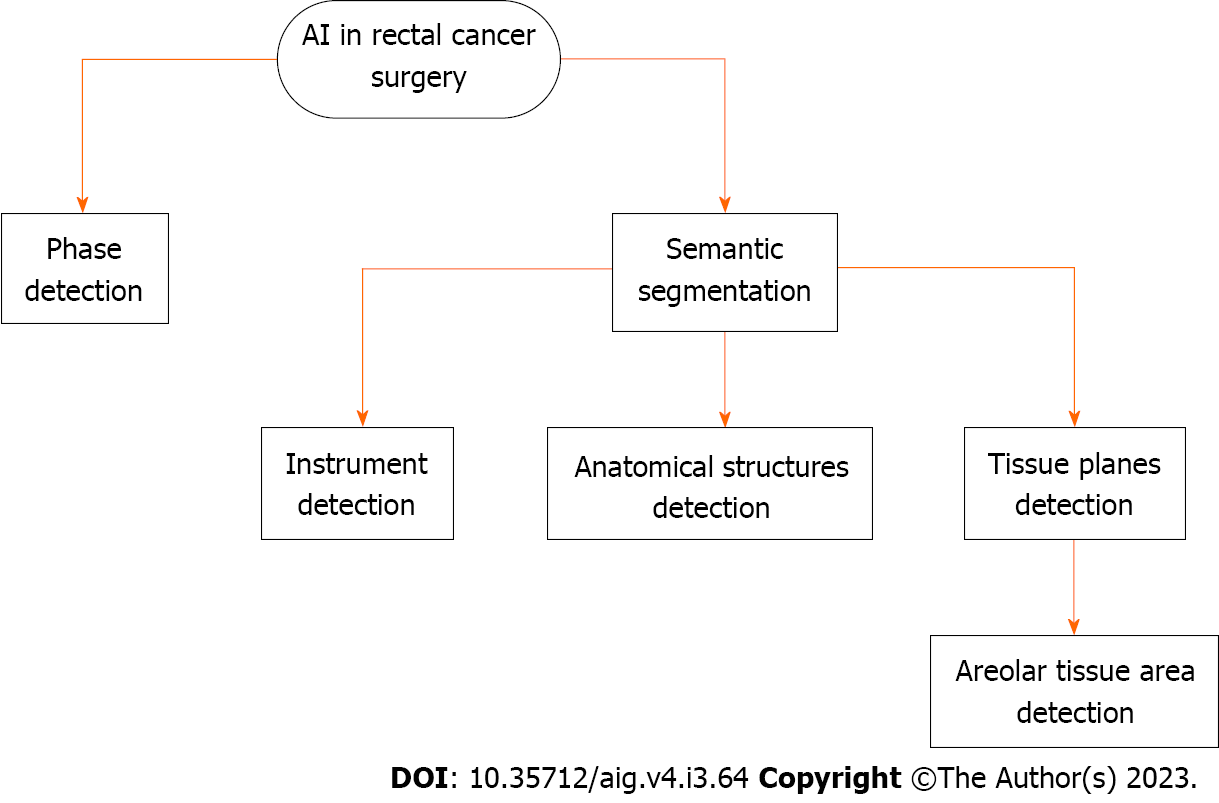 AI in rectal cancer
surgery
Phase
detection
Semantic
segmentation
Instrument
detection
Anatomical structures
detection
Tissue planes
detection
Areolar tissue area
detection
DOI: 10.35712/aig.v4.i3.64 Copyright ©The Author(s) 2023.